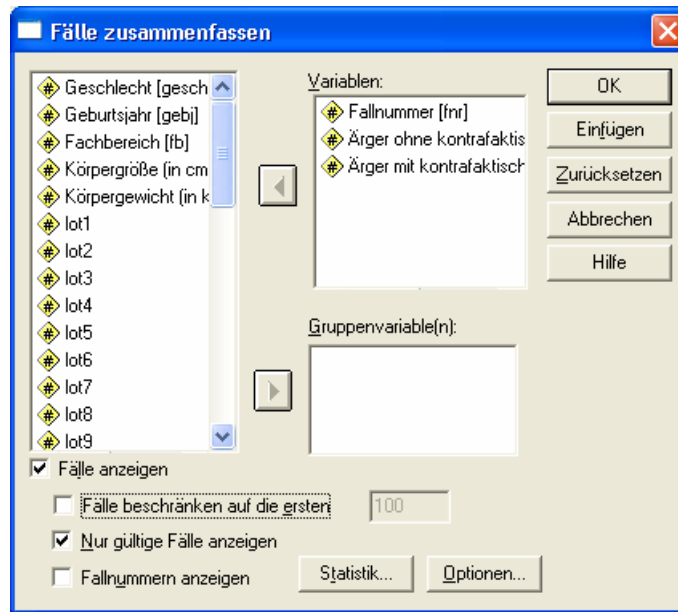 Fälle zusammenfassen
Geschlecht [gesch
Geburtsjahr [gebj]
Fachbereich [fb]
Körpergröße (in cm
Körpergewicht (in k
lot1
lot2
lot3
lot4
lot5
lot6
lot7
lot8
lot9
Variablen:
Fallnummer [fnr]
Ärger ohne kontrafaktis
Ärger mit kontrafaktisch
Gruppenvariable(n):
OK
Einfügen
Zurücksetzen
Abbrechen
Hilfe
Fälle anzeigen
Fälle beschränken auf die ersten 100
Nur gültige Fälle anzeigen
Fallnummern anzeigen
Statistik... Optionen...